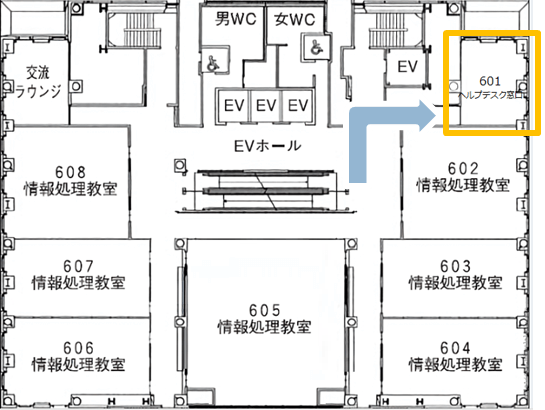 男WC
女WC
交流
ラウンジ
EV
601
ヘルプデスク窓口
EV
EV
EV
EVホール
608
情報処理教室
602
情報処理教室
607
情報処理教室
603
情報処理教室
605
情報処理教室
606
情報処理教室
604
情報処理教室
H
H
H
H